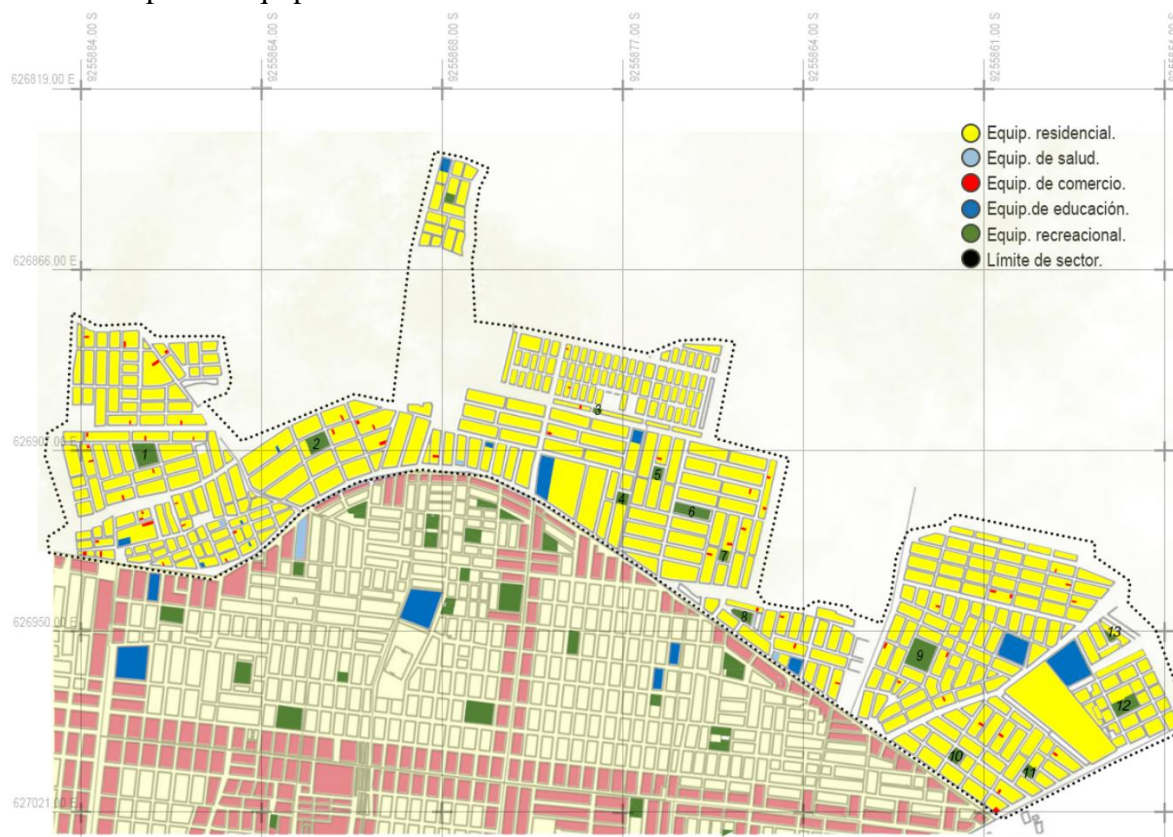 9255884.00 S
9255864.00 S
9255868.00 S
9255877.00 S
9255864.00 S
9255861.00 S
626819.00 E
Equip. residencial.
Equip. de salud.
Equip. de comercio.
Equip.de educación.
Equip. recreacional.
Límite de sector.
626866.00 E
3
1
2
5
4
6
7
626950.00 E
8
9
13
12
10
11
627021.00 E